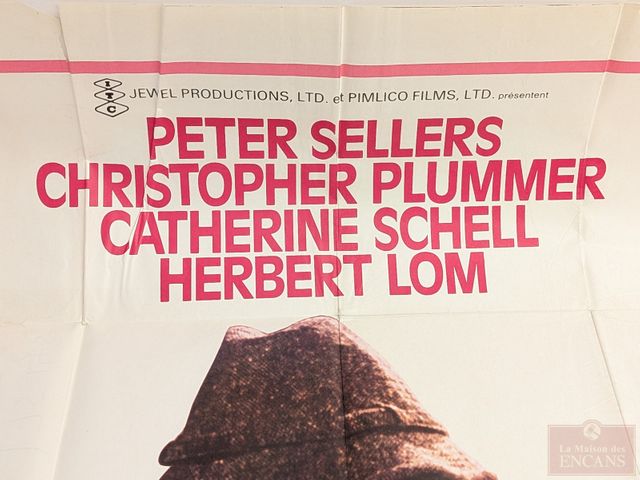 ITC
JEWEL PRODUCTIONS, LTD. et PIMLICO FILMS, LTD. présentent
PETER SELLERS
CHRISTOPHER PLUMMER
CATHERINE SCHELL
HERBERT LOM
La Maison des
ENCANS